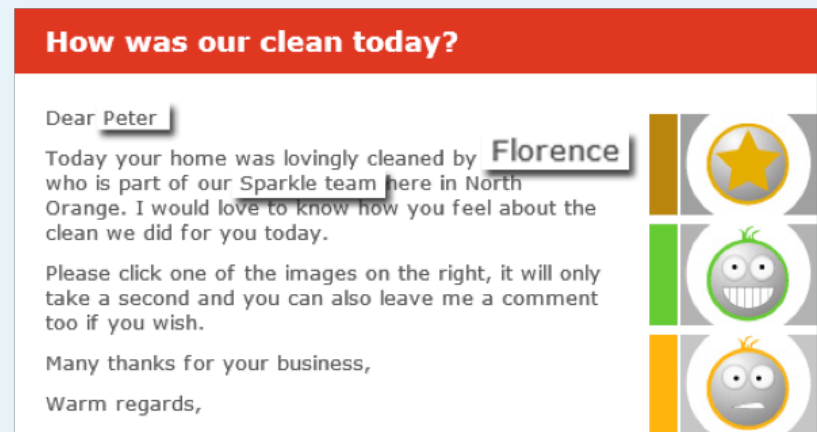 How was our clean today?
Dear Peter
Today your home was lovingly cleaned by Florence
who is part of our Sparkle team here in North
Orange. I would love to know how you feel about the
clean we did for you today.
Please click one of the images on the right, it will only
take a second and you can also leave me a comment
too if you wish.
Many thanks for your business,
Warm regards,